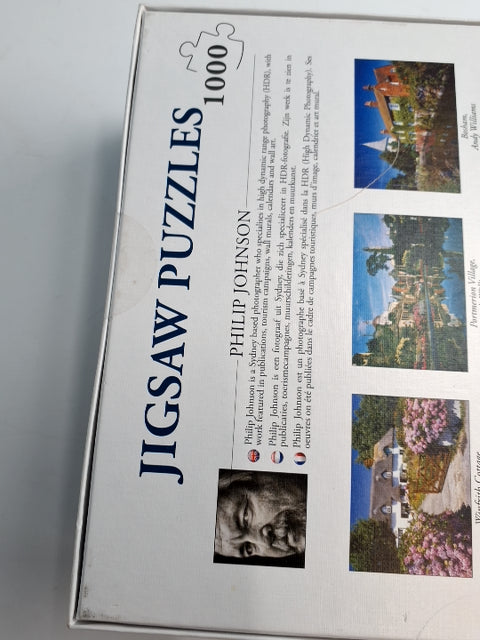 JIGSAW PUZZLES
1000
PHILIP JOHNSON
Philip Johnson is a Sydney based photographer who specialises in high dynamic range photography (HDR), with
work featured in publications, tourism campaigns, wall murals, calendars and wall art.
Philip Johnson is een fotograaf uit Sydney, die zich specialiseert in HDR-fotografie. Zijn werk is te zien in
publicaties, toerismecampagnes, muurschilderingen, kalenders en muurkunst.
Philip Johnson est un photographe basé à Sydney spécialisé dans la HDR (High Dynamic Photography). Ses
oeuvres on été publiées dans le cadre de campagnes touristiques, murs d'image, calendrier et art mural.
Bosham,
Andy Williams
Portmerion Village,
Cottage